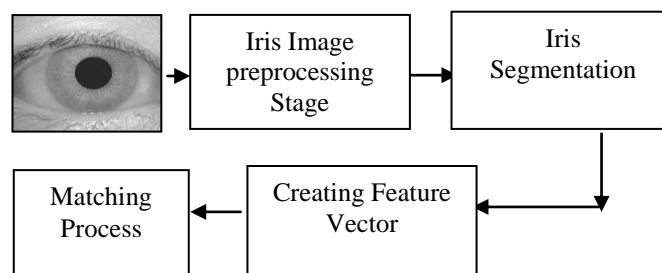 Iris Image
preprocessing
Stage
Iris
Segmentation
Creating Feature
Vector
Matching
Process